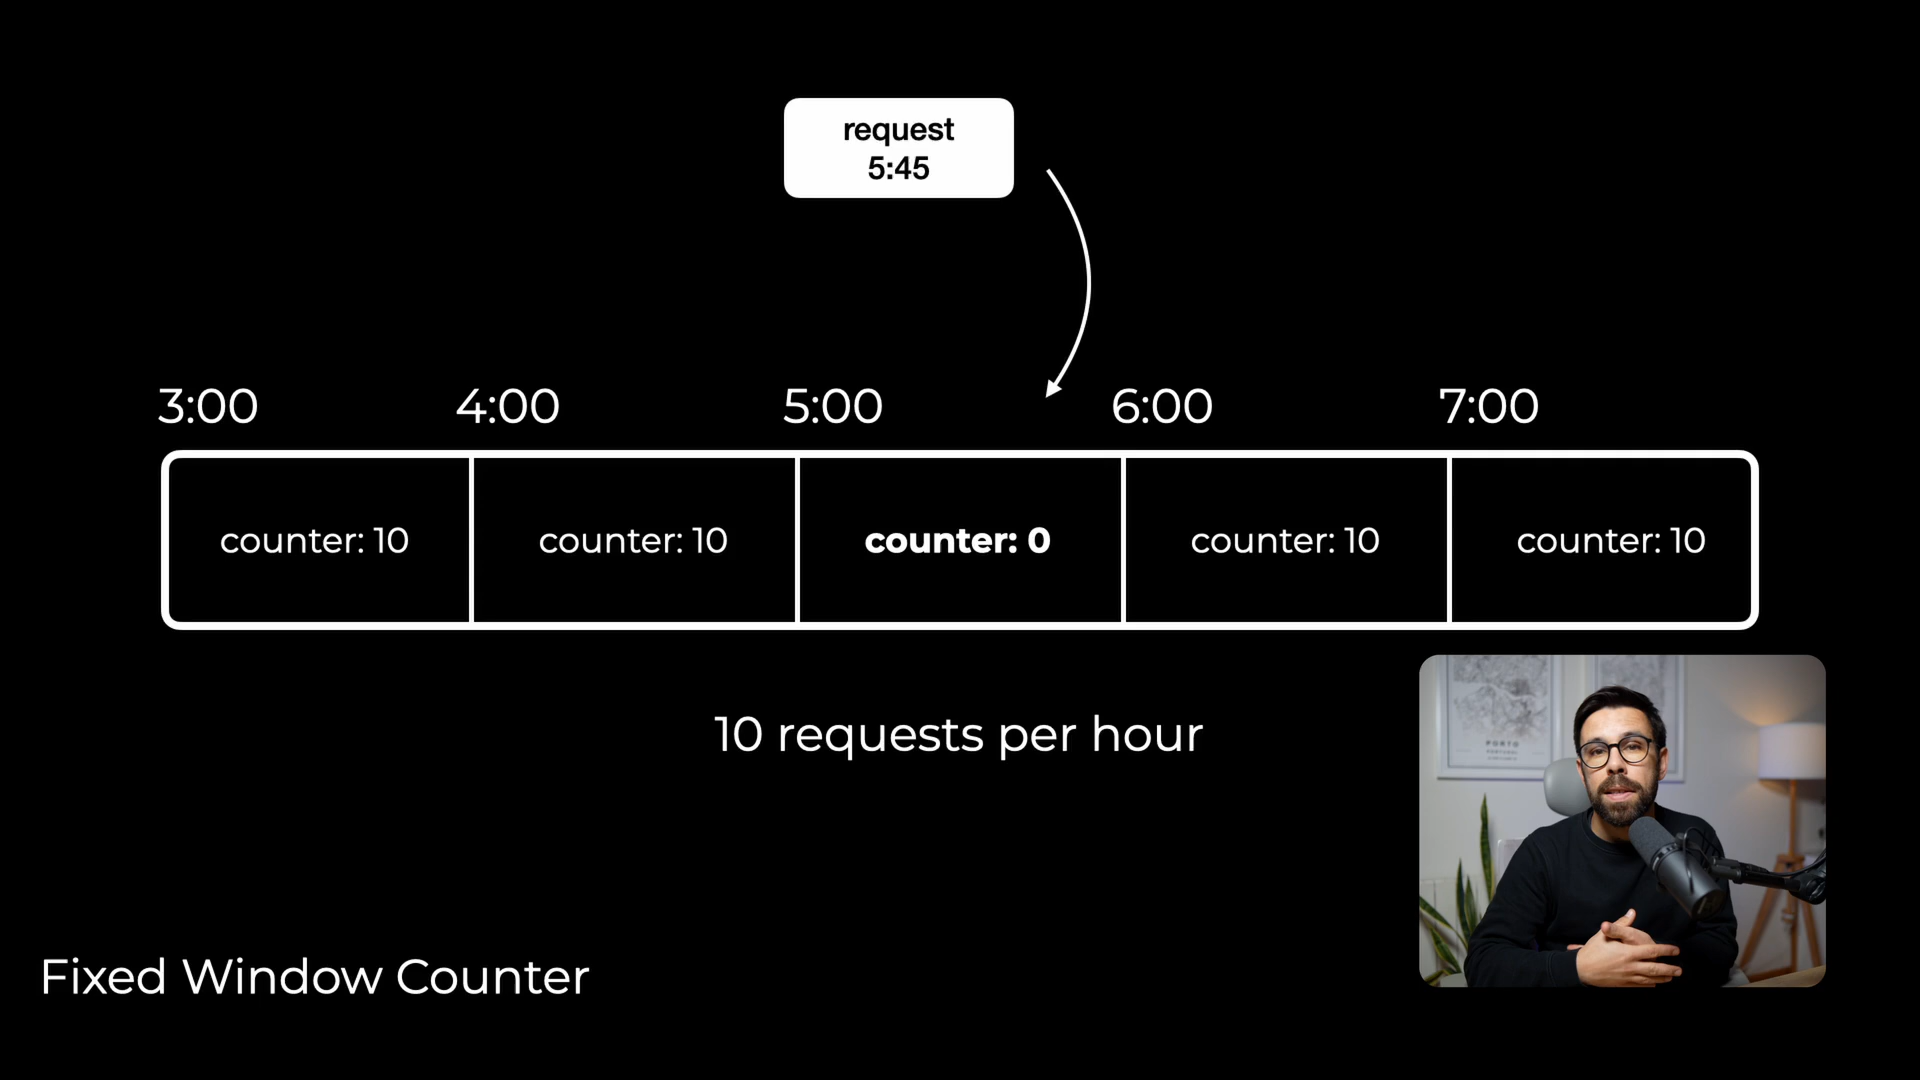 request
5:45
3:00 4:00 5:00 6:00 7:00
counter: 10 counter: 10 counter: 0 counter: 10 counter: 10
10 requests per hour
PORTO
Fixed Window Counter